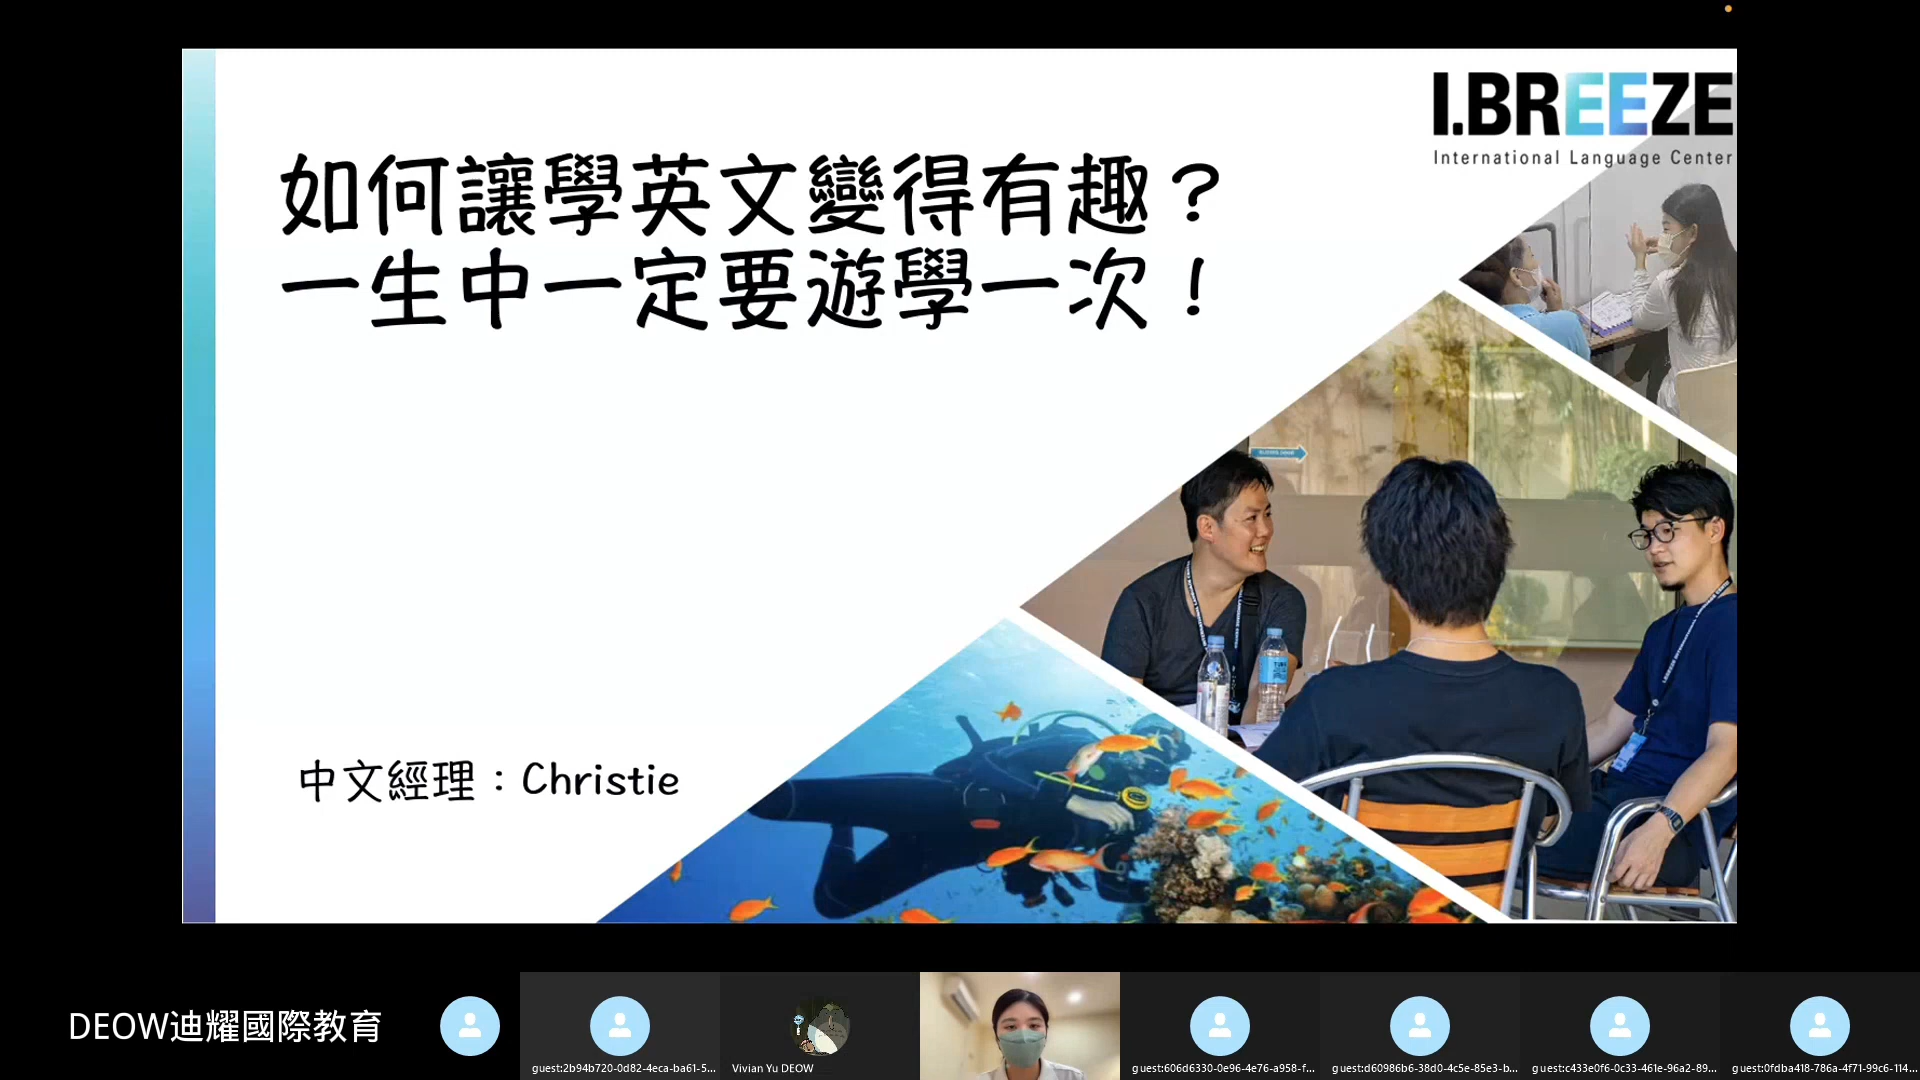 I.BREEZE
International Language Center
如何讓學英文變得有趣？
一生中一定要遊學一次！
中文經理：Christie
DEOW迪耀國際教育
guest:2b94b720-0d82-4eca-ba61-5...
Vivian Yu DEOW
guest:606d6330-0e96-4e76-a958-f...
guest:d60986b6-38d0-4c5e-85e3-b...
guest:c433e0f6-0c33-461e-96a2-89...
guest:0fdba418-786a-4f71-99c6-114...